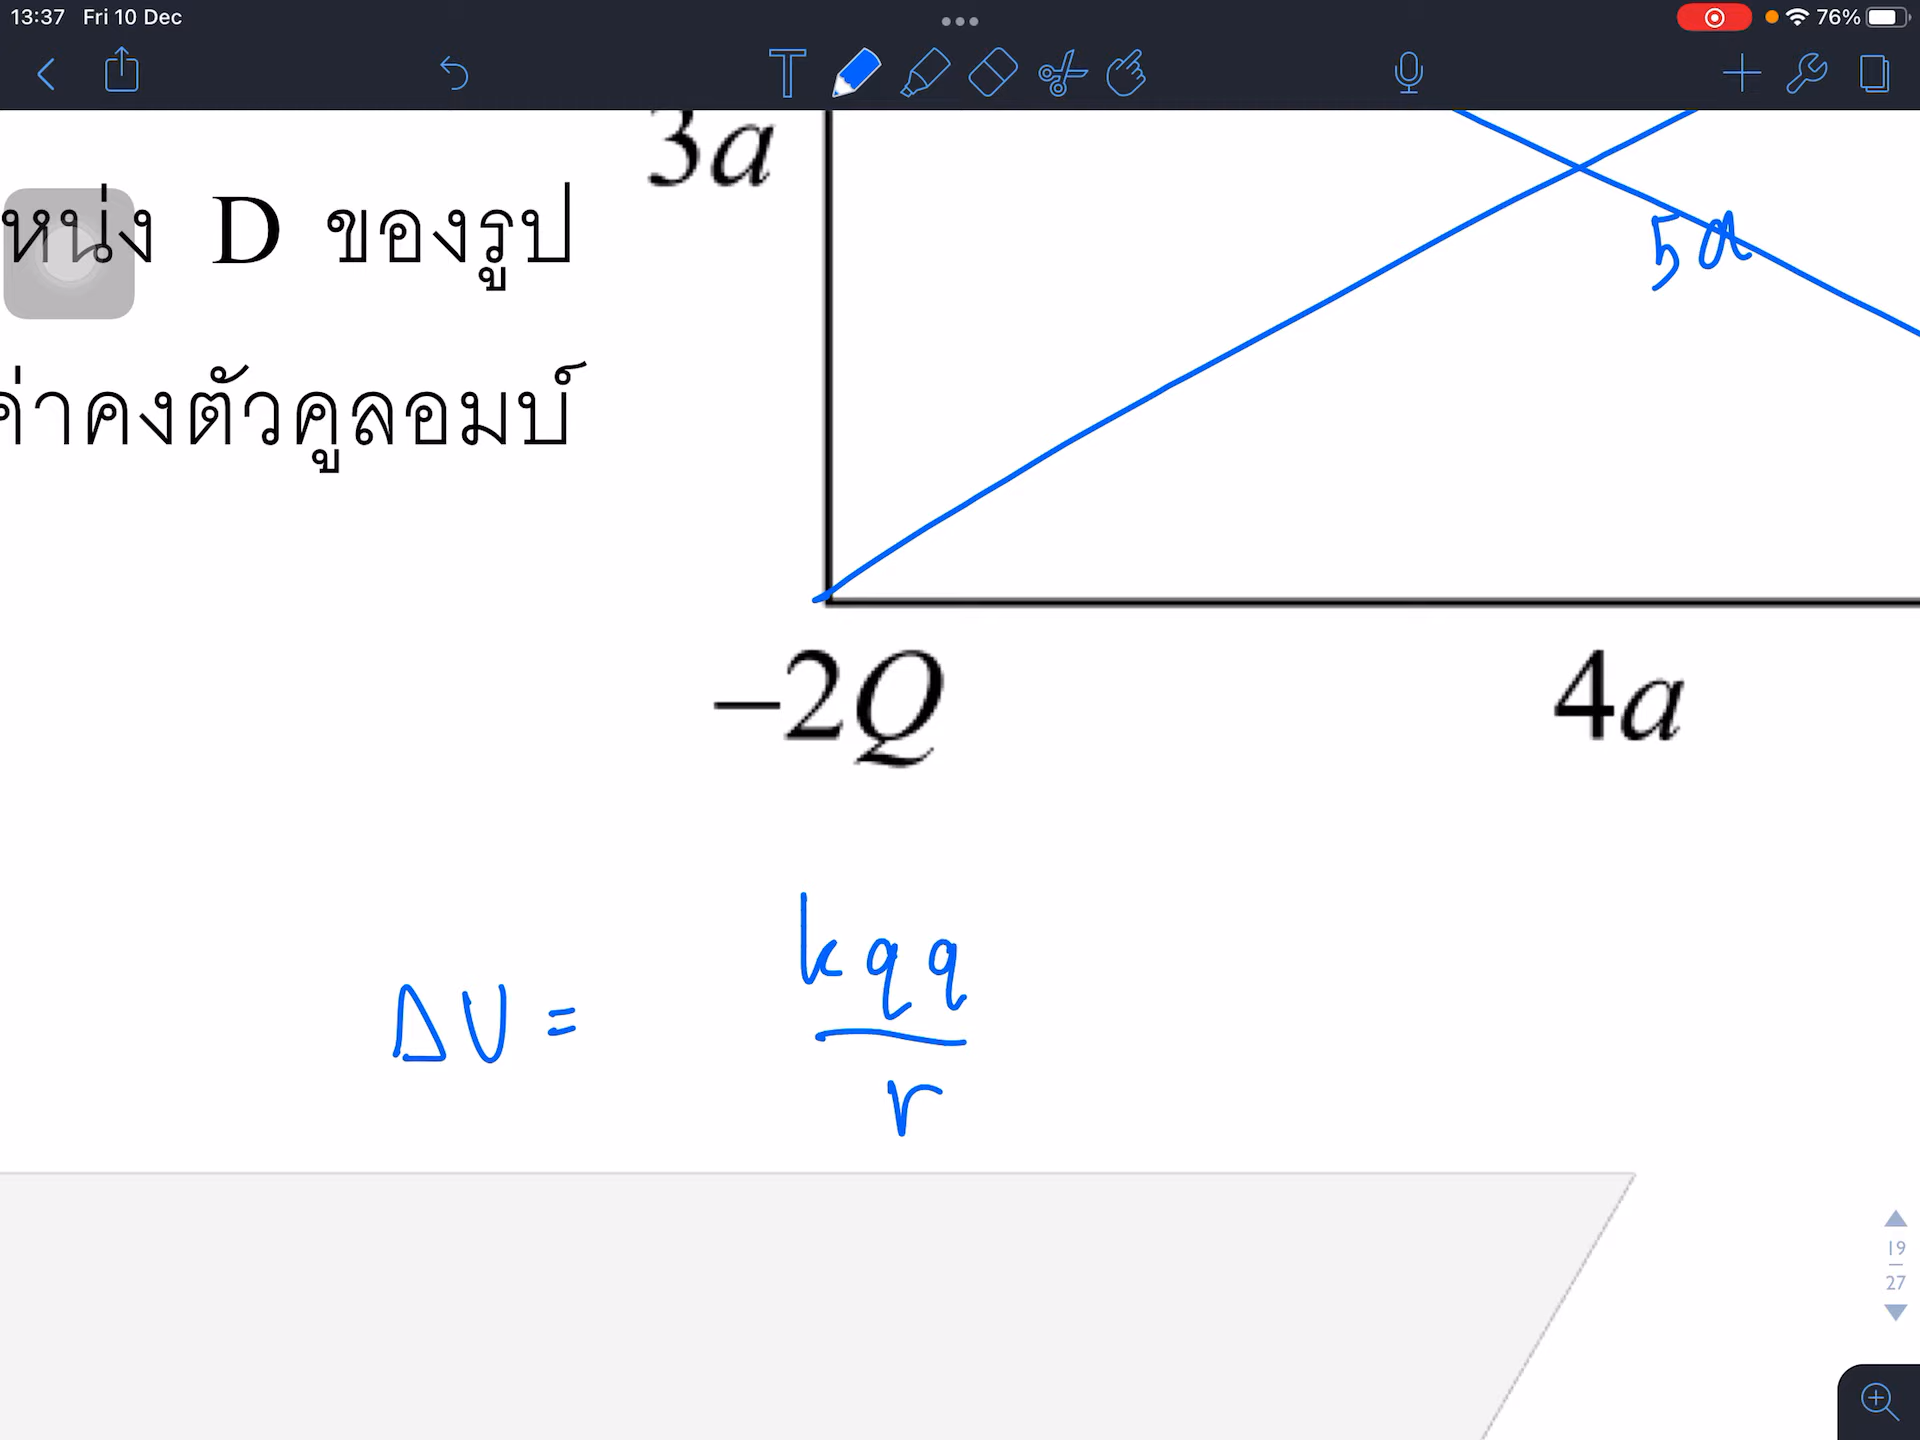 13:37 Fri 10 Dec
76%
3a
หน่ง D ของรูป
5a
ค่าคงตัวคูลอมบ์
-2Q
4a
ΔU = kqq/r
19
27